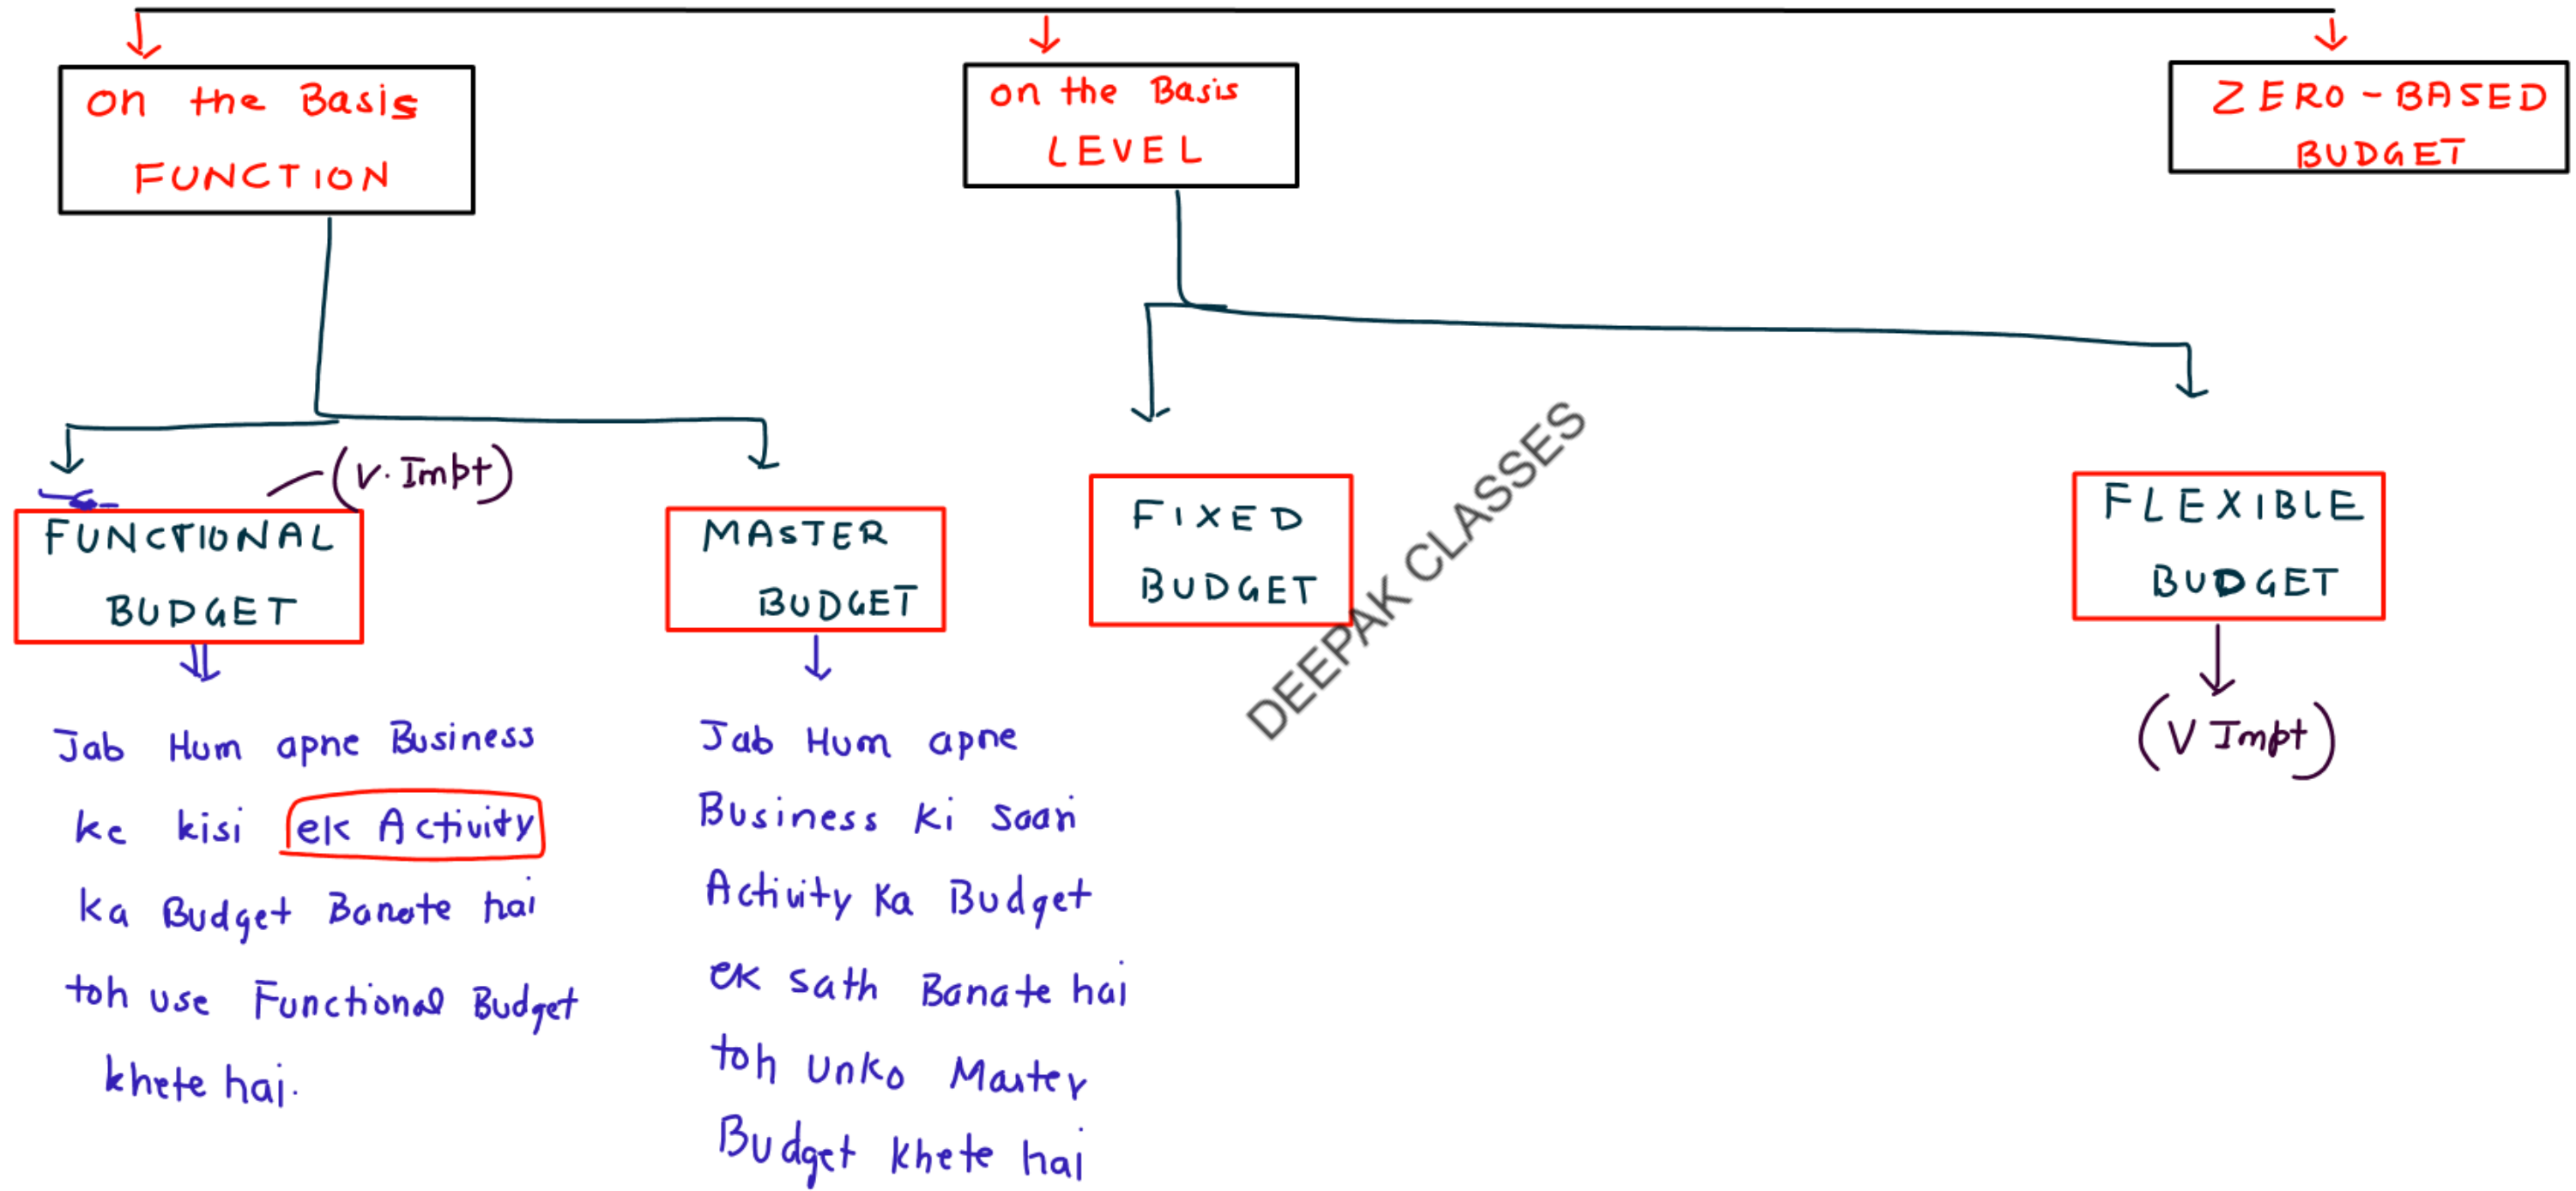 on the Basis
FUNCTION
on the Basis
LEVEL
ZERO-BASED
BUDGET
(V. Impt)
FUNCTIONAL
BUDGET
MASTER
BUDGET
FIXED
BUDGET
FLEXIBLE
BUDGET
(V Impt)
DEEPAK CLASSES
Jab Hum apne Business
ke kisi ek Activity
ka Budget Banate hai
toh use Functional Budget
khete hai.
Jab Hum apne
Business ki saari
Activity ka Budget
ek sath Banate hai
toh unko Master
Budget khete hai